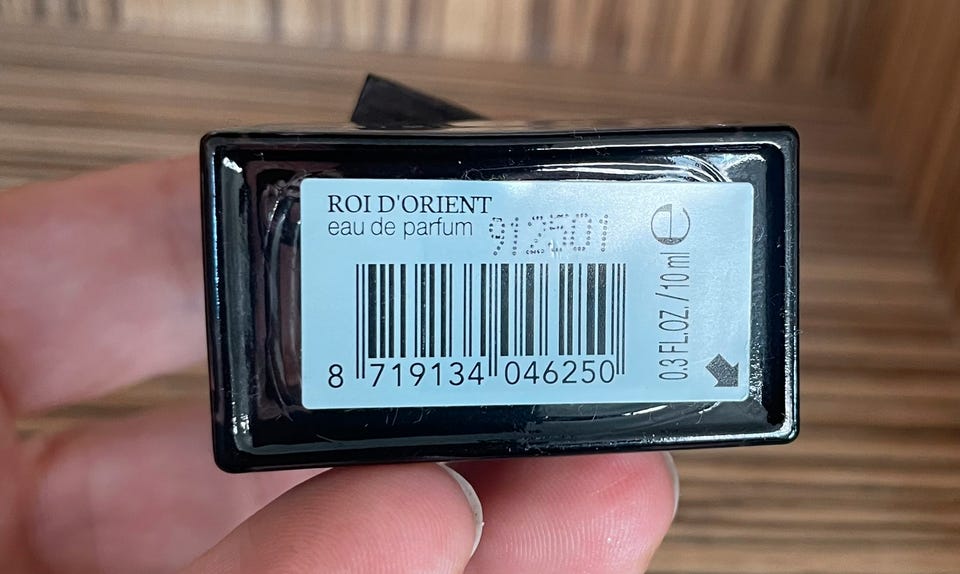 ROI D'ORIENT
eau de parfum
912501
8 719134 046250
0.3 FL.OZ./10 ml
e